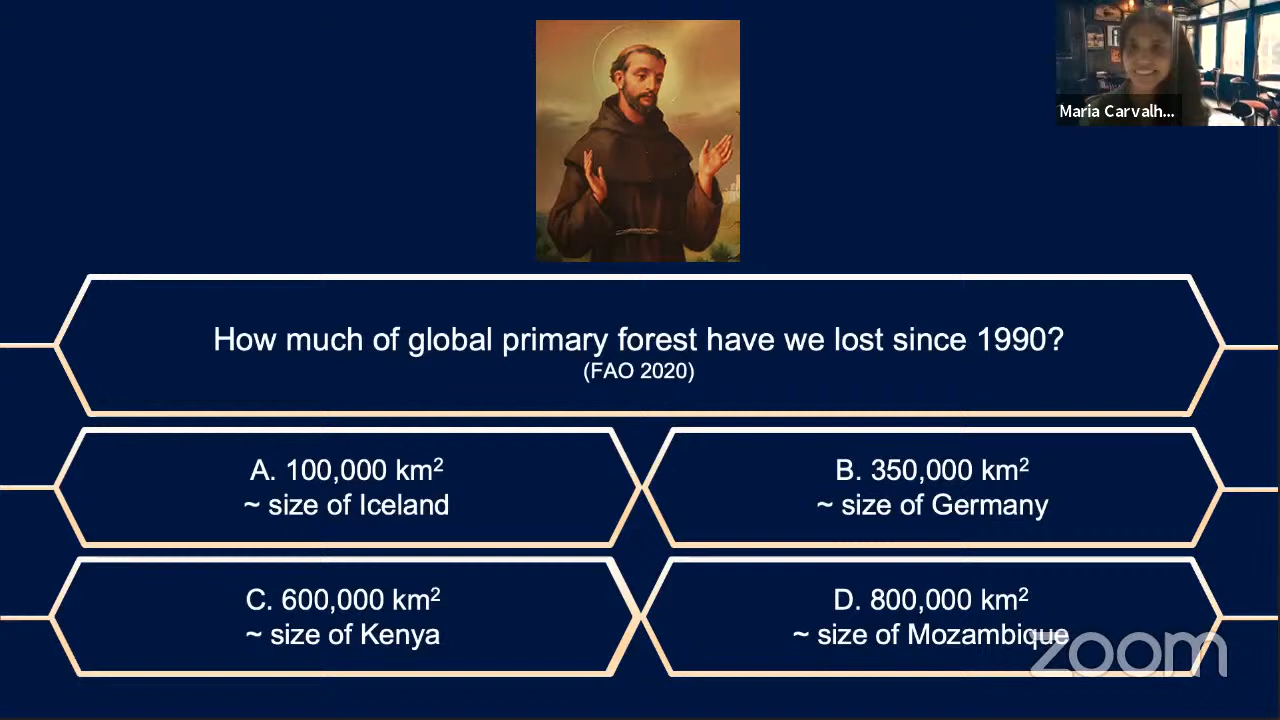 Maria Carvalh...
How much of global primary forest have we lost since 1990?
(FAO 2020)
A. 100,000 km²
~ size of Iceland
B. 350,000 km²
~ size of Germany
C. 600,000 km²
~ size of Kenya
D. 800,000 km²
~ size of Mozambique
zoom